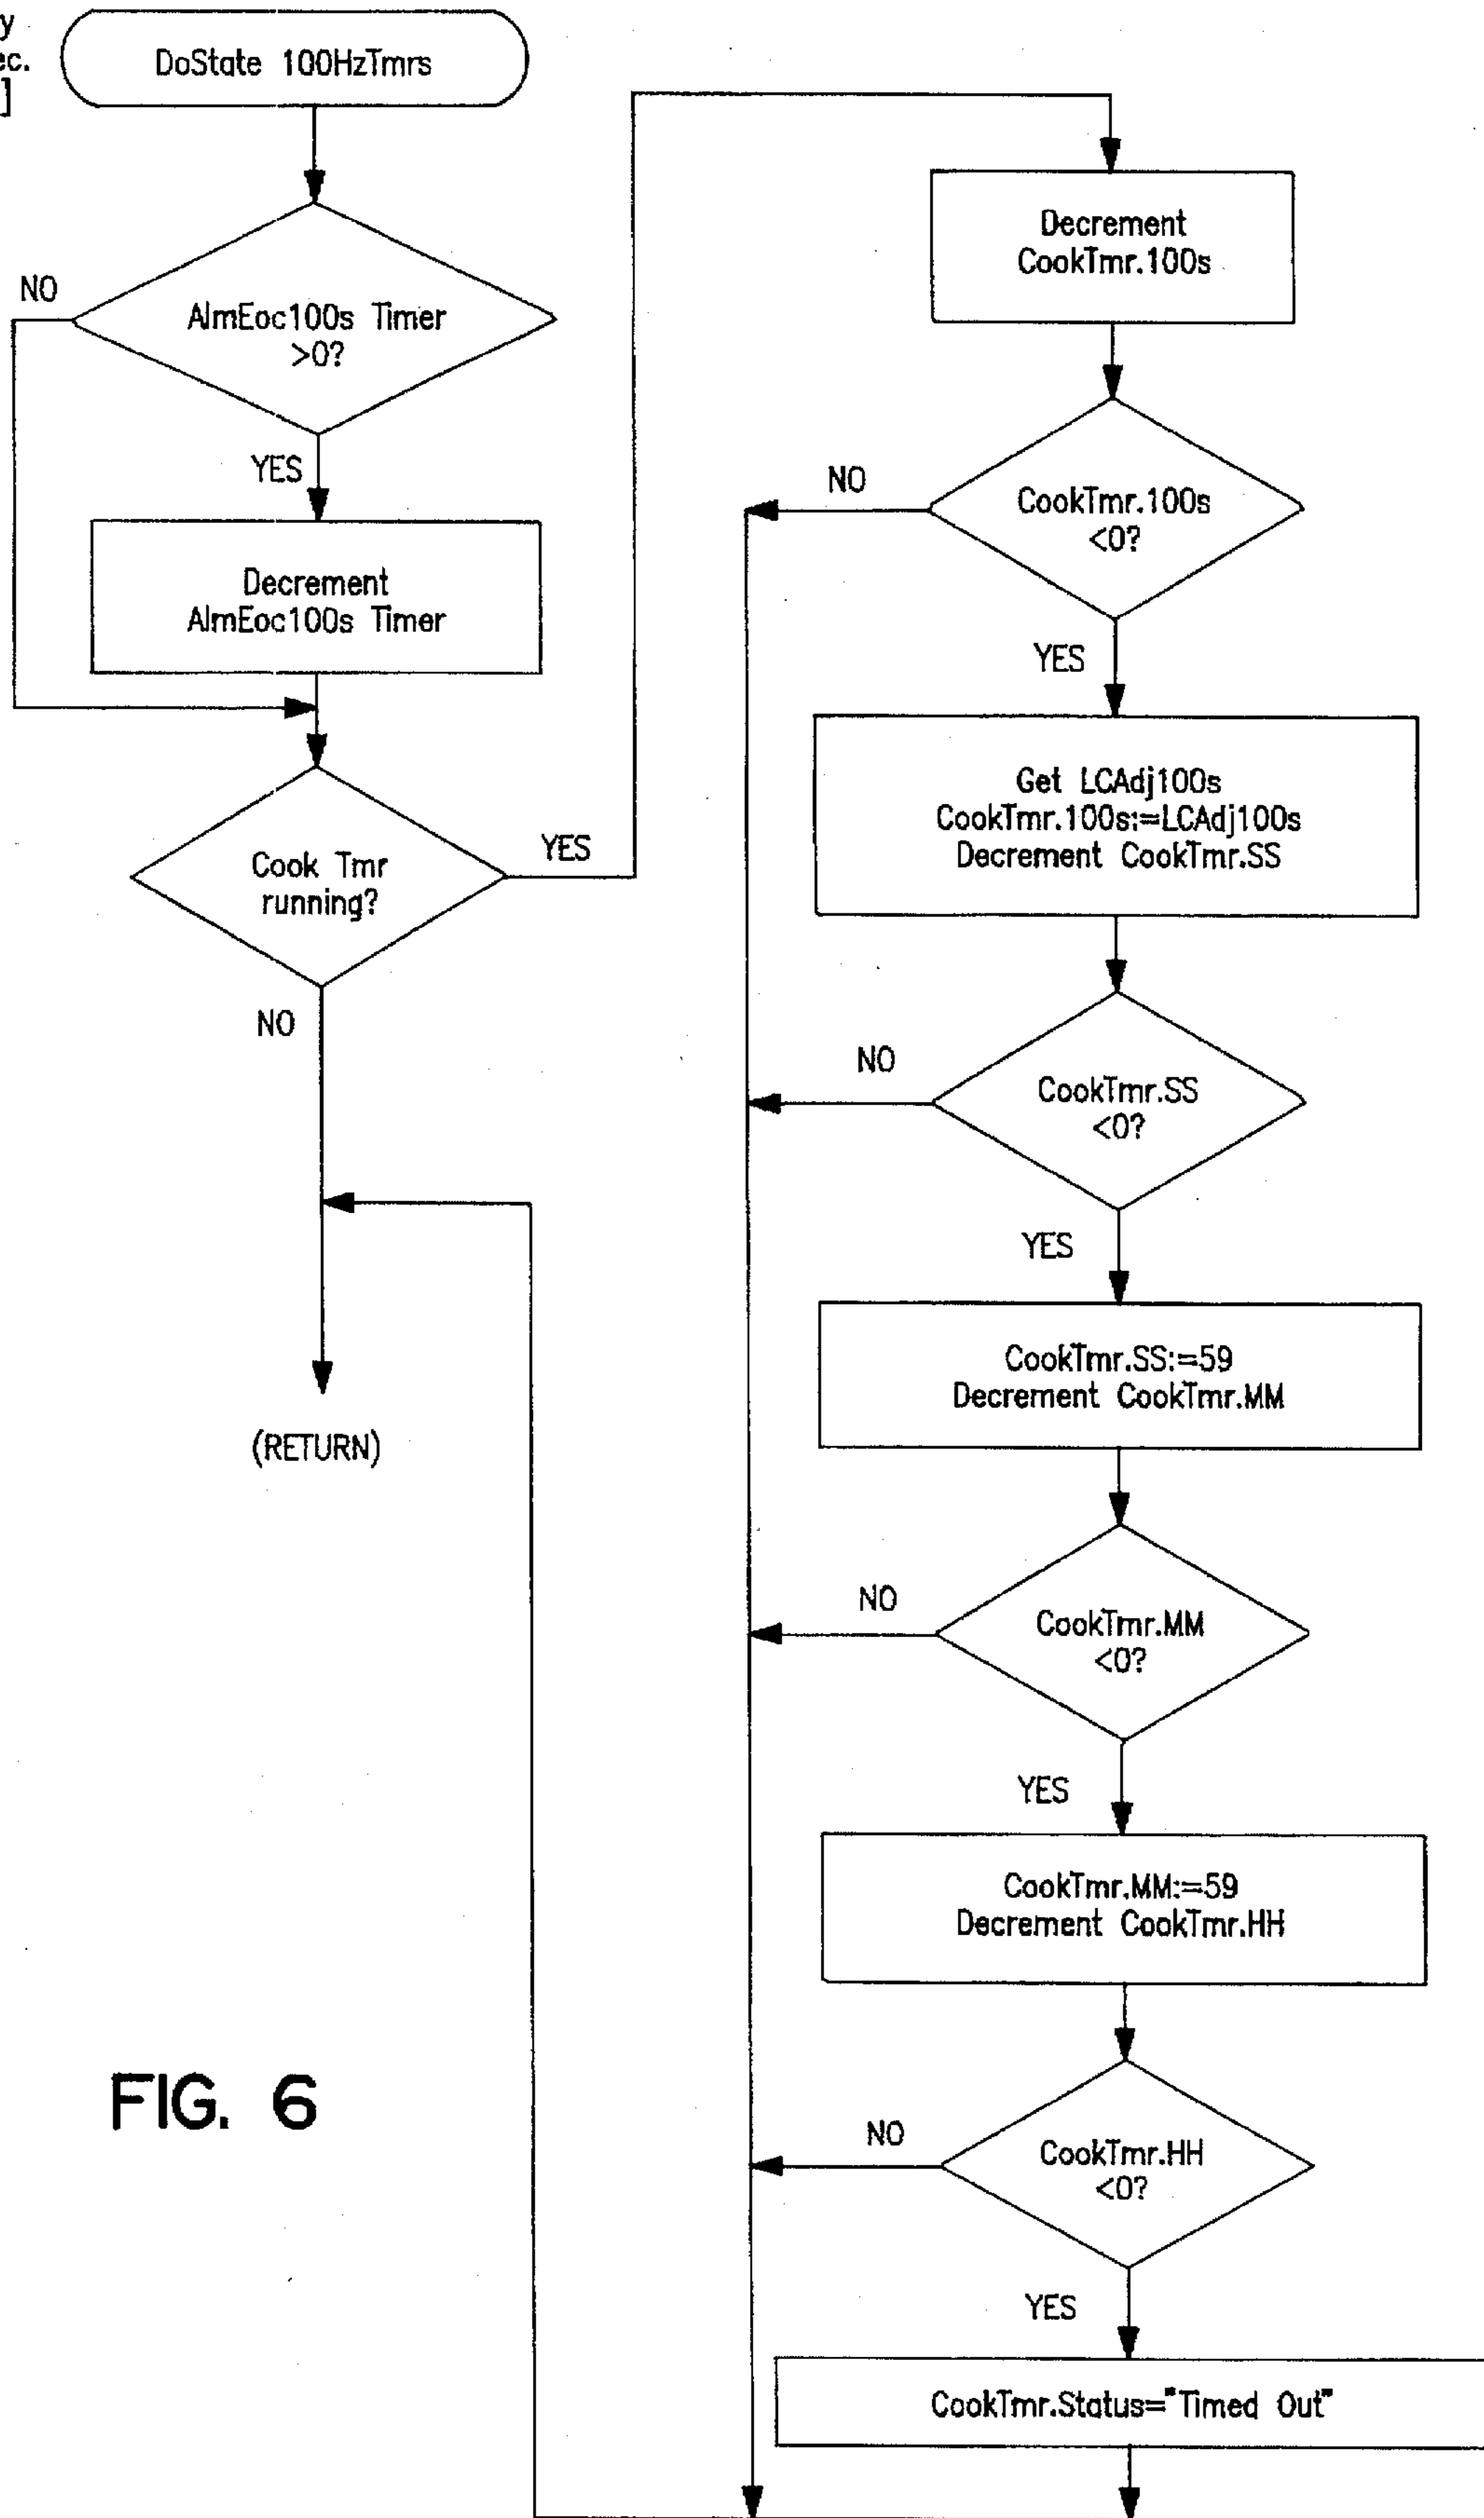 DoState 100HzTmrs
AlmEoc100s Timer
>0?
NO
YES
Decrement
AlmEoc100s Timer
Cook Tmr
running?
YES
NO
(RETURN)
Decrement
CookTmr.100s
CookTmr.100s
<0?
NO
YES
Get LCAdj100s
CookTmr.100s:=LCAdj100s
Decrement CookTmr.SS
CookTmr.SS
<0?
NO
YES
CookTmr.SS:=59
Decrement CookTmr.MM
CookTmr.MM
<0?
NO
YES
CookTmr.MM:=59
Decrement CookTmr.HH
CookTmr.HH
<0?
NO
YES
CookTmr.Status="Timed Out"
FIG. 6